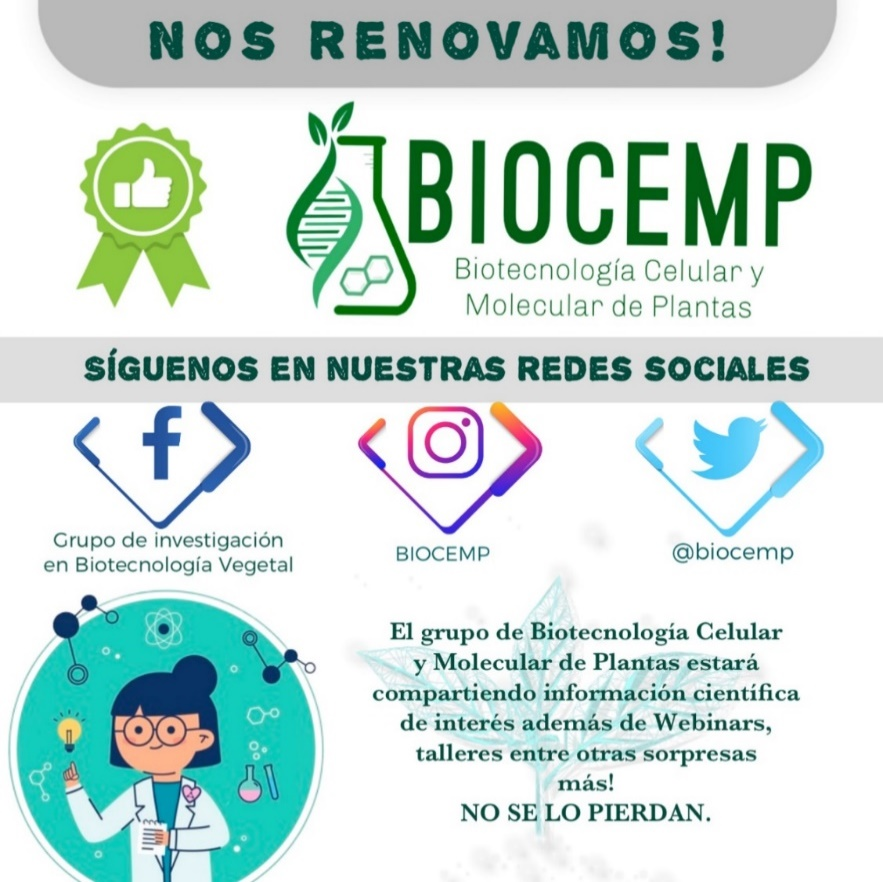 NOS RENOVAMOS!
BIOCEMP
Biotecnología Celular y
Molecular de Plantas
SÍGUENOS EN NUESTRAS REDES SOCIALES
Grupo de investigación
en Biotecnología Vegetal
BIOCEMP
@biocemp
El grupo de Biotecnología Celular
y Molecular de Plantas estará
compartiendo información científica
de interés además de Webinars,
talleres entre otras sorpresas
más!
NO SE LO PIERDAN.